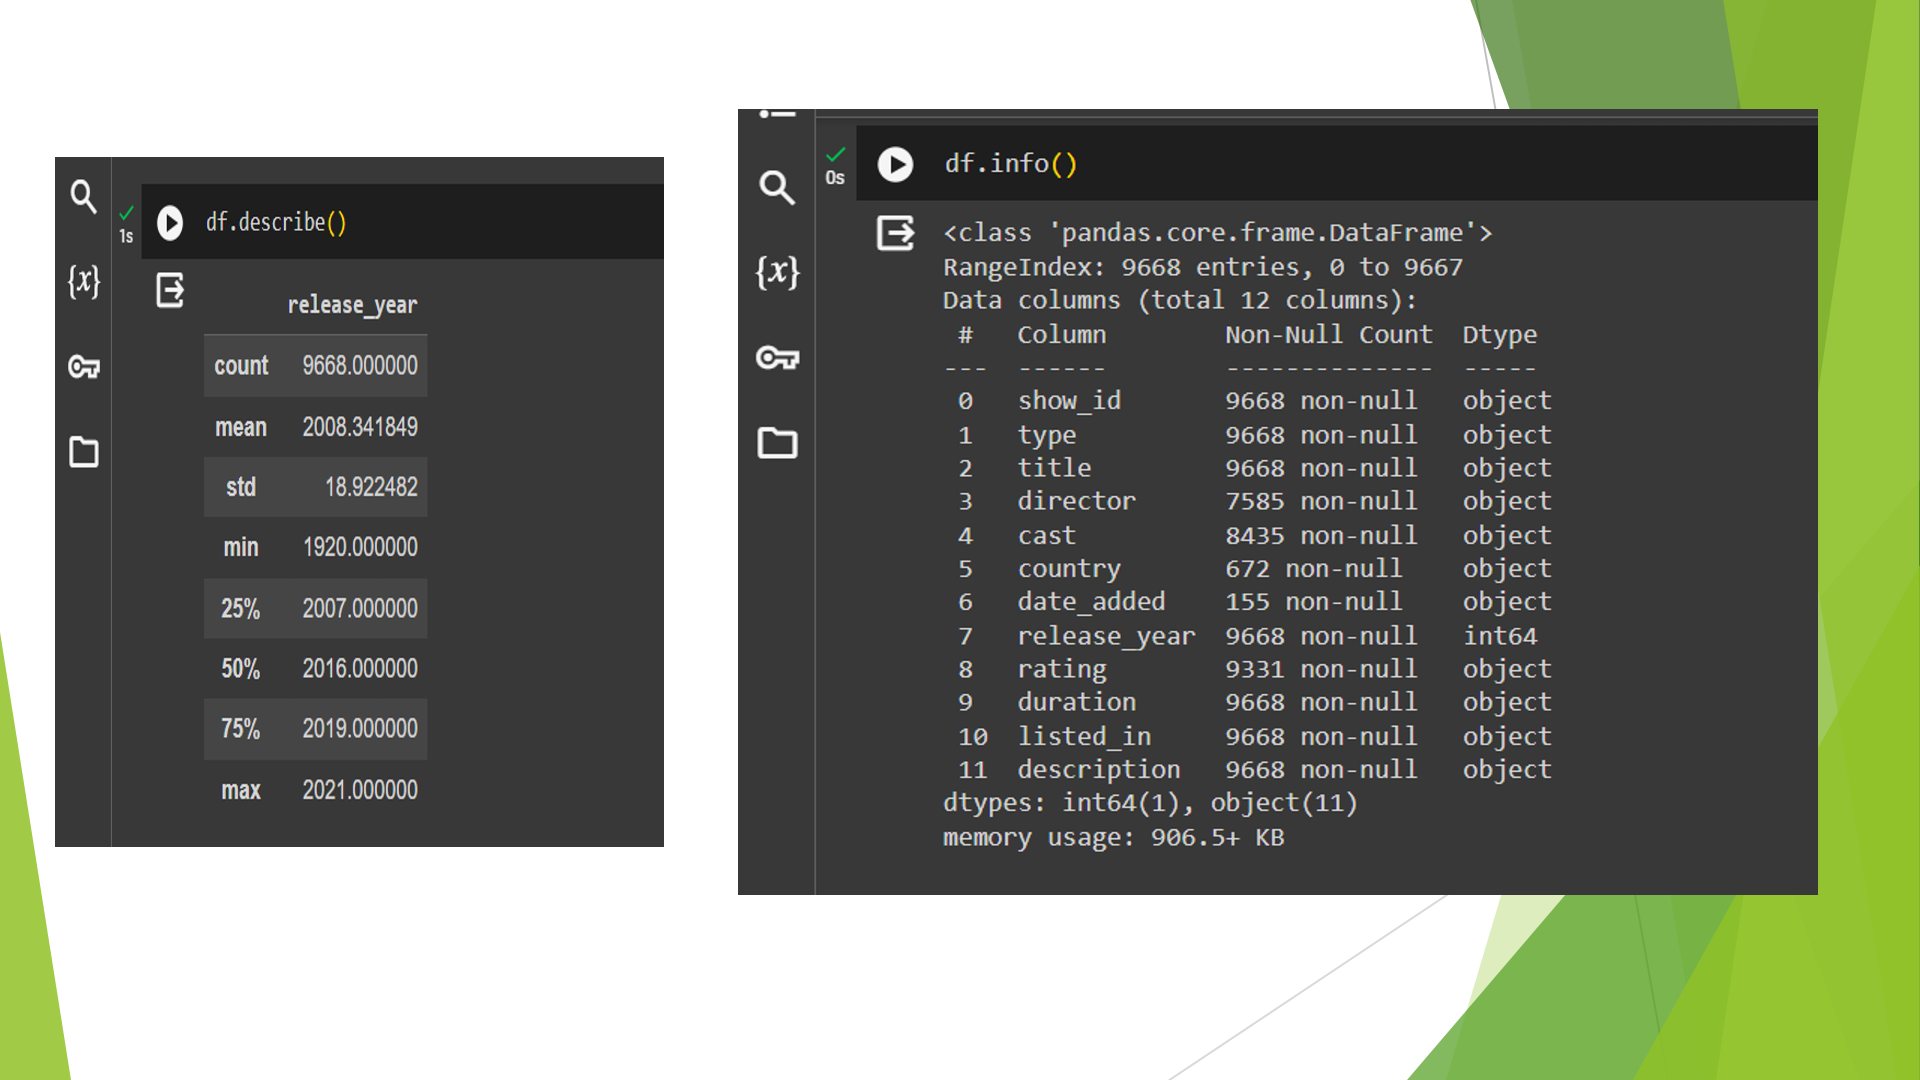 1s
df.describe()
release_year
count 9668.000000
mean 2008.341849
std 18.922482
min 1920.000000
25% 2007.000000
50% 2016.000000
75% 2019.000000
max 2021.000000
{x}
0s
df.info()
<class 'pandas.core.frame.DataFrame'>
RangeIndex: 9668 entries, 0 to 9667
Data columns (total 12 columns):
# Column Non-Null Count Dtype
--- ------ -------------- -----
0 show_id 9668 non-null object
1 type 9668 non-null object
2 title 9668 non-null object
3 director 7585 non-null object
4 cast 8435 non-null object
5 country 672 non-null object
6 date_added 155 non-null object
7 release_year 9668 non-null int64
8 rating 9331 non-null object
9 duration 9668 non-null object
10 listed_in 9668 non-null object
11 description 9668 non-null object
dtypes: int64(1), object(11)
memory usage: 906.5+ KB
{x}